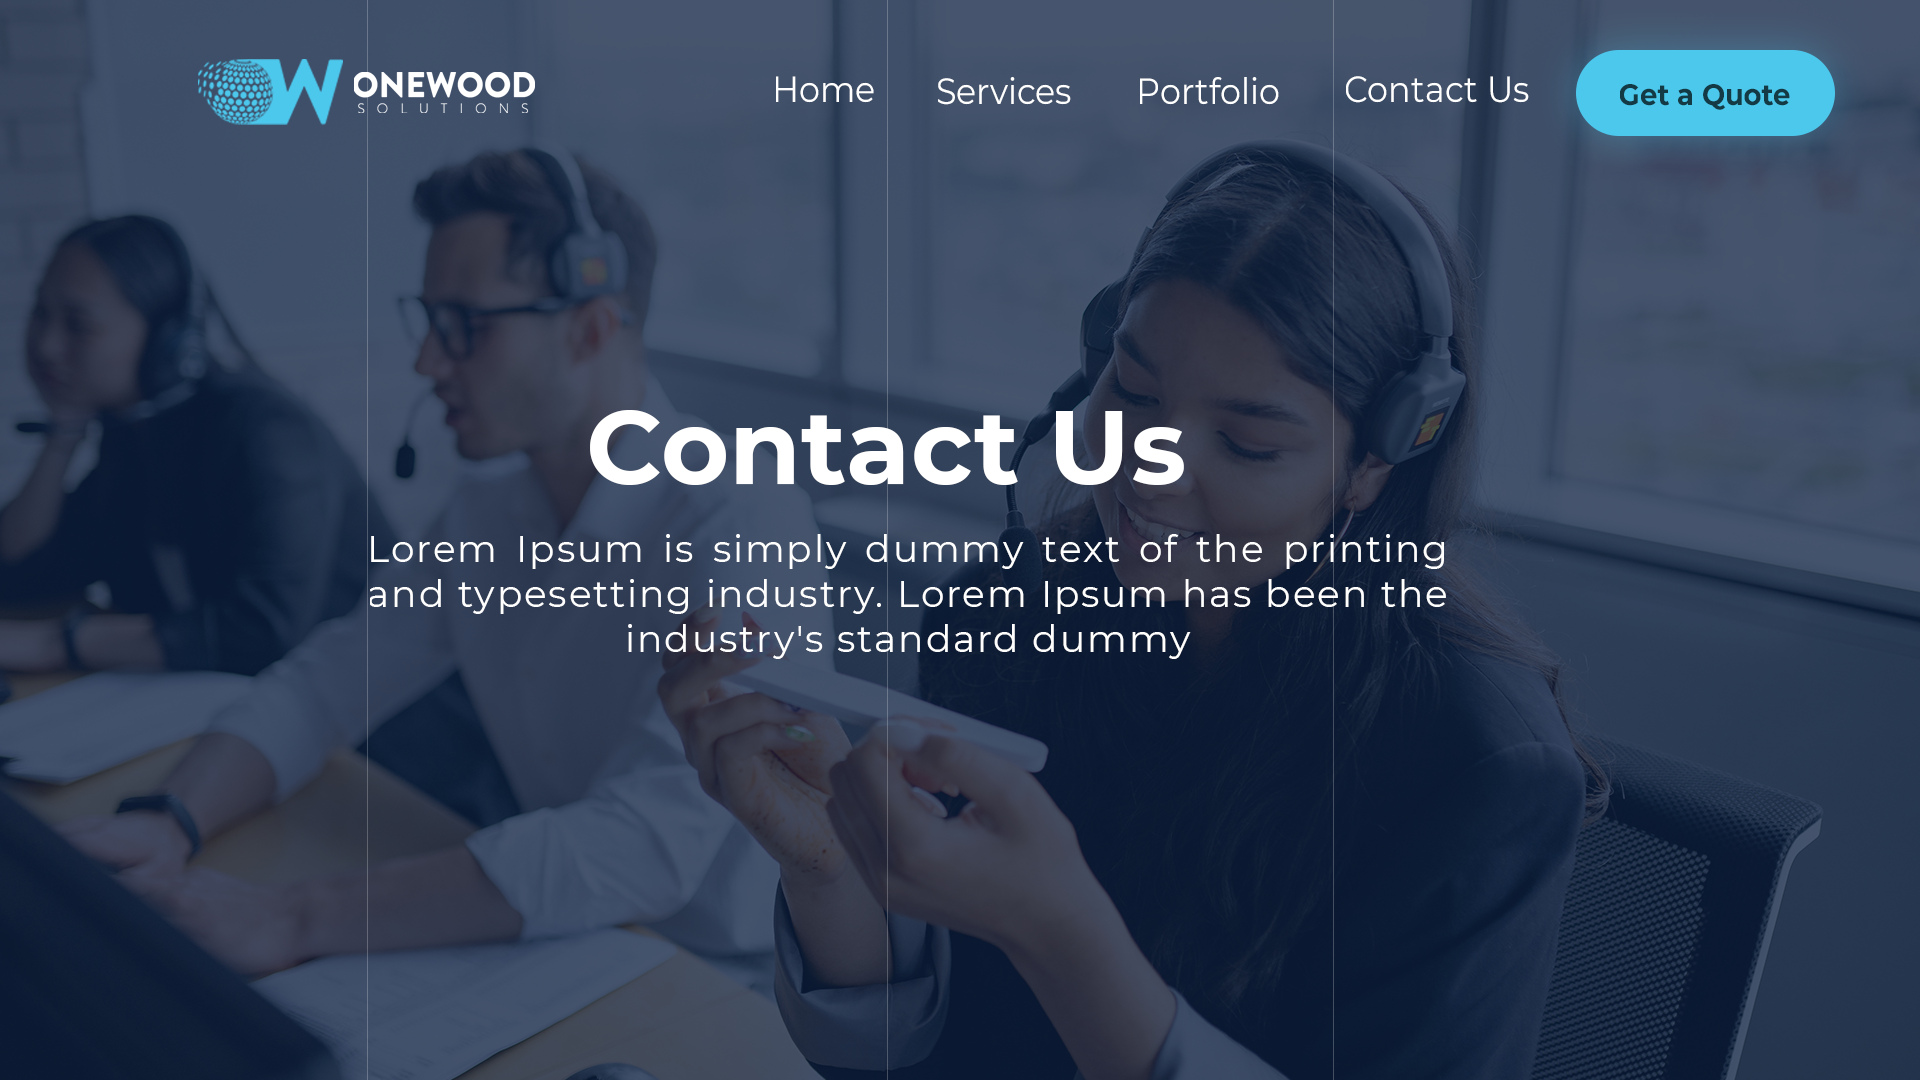 OW ONEWOOD
SOLUTIONS
Home Services Portfolio Contact Us Get a Quote
Contact Us
Lorem Ipsum is simply dummy text of the printing
and typesetting industry. Lorem Ipsum has been the
industry's standard dummy